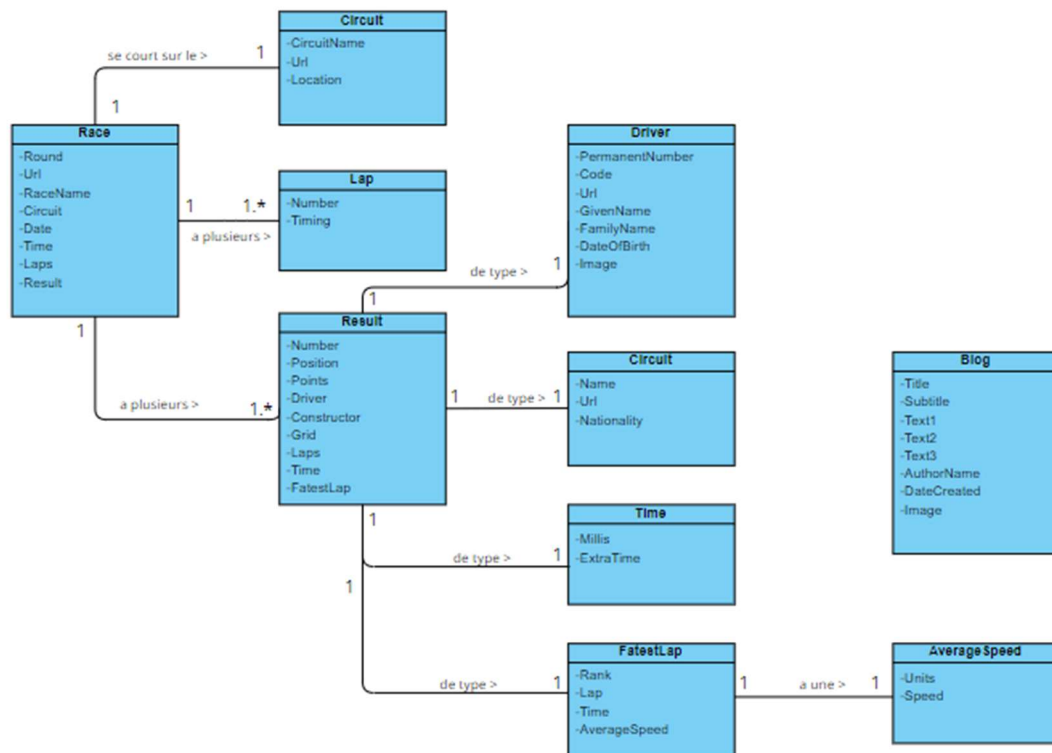 Circuit
-CircuitName
-Url
-Location
se court sur le >
1
1
Race
-Round
-Url
-RaceName
-Circuit
-Date
-Time
-Laps
-Result
1
1.*
a plusieurs >
Lap
-Number
-Timing
Driver
-PermanentNumber
-Code
-Url
-GivenName
-FamilyName
-DateOfBirth
-Image
de type >
1
1
1
a plusieurs >
1.*
Result
-Number
-Position
-Points
-Driver
-Constructor
-Grid
-Laps
-Time
-FatestLap
1
de type >
1
Circuit
-Name
-Url
-Nationality
Blog
-Title
-Subtitle
-Text1
-Text2
-Text3
-AuthorName
-DateCreated
-Image
1
de type >
1
Time
-Millis
-ExtraTime
1
de type >
1
FatestLap
-Rank
-Lap
-Time
-AverageSpeed
1
a une >
1
AverageSpeed
-Units
-Speed